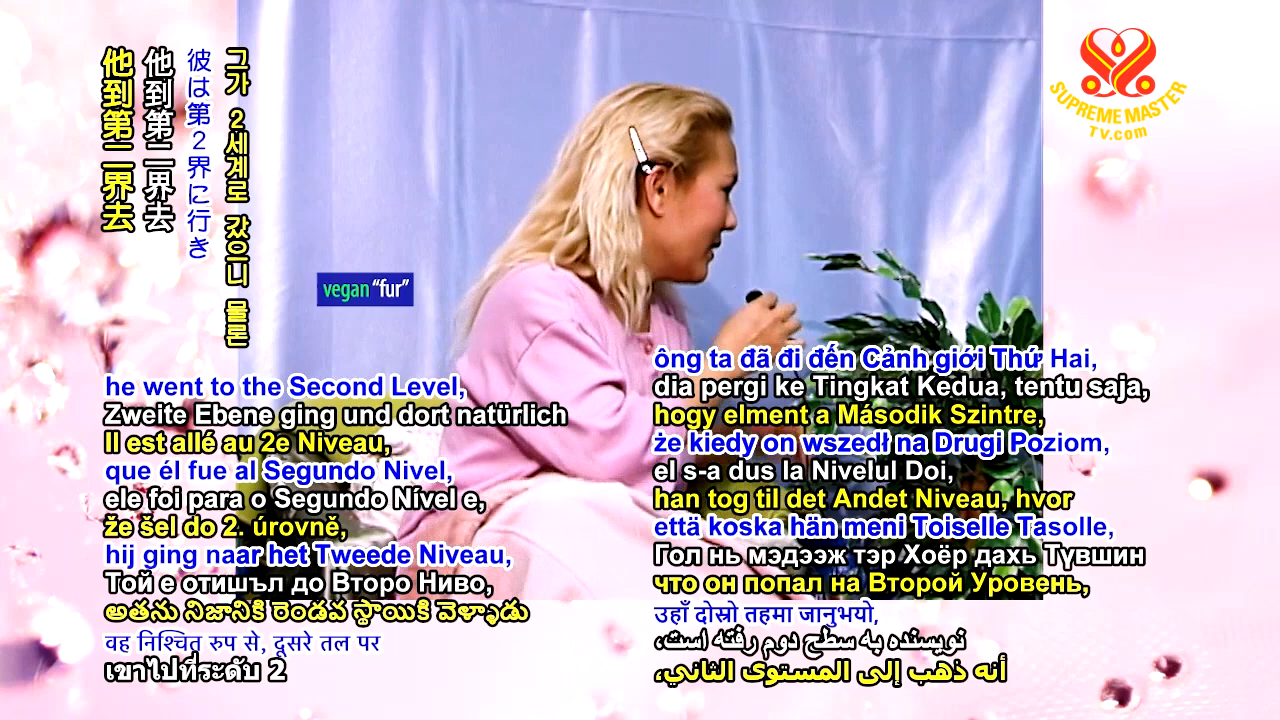 他到第二界去
他到第二界去
彼は第2界に行き
그가 2세계로 갔으니 물론
SUPREME MASTER
TV.com
vegan “fur”
he went to the Second Level,
Zweite Ebene ging und dort natürlich
Il est allé au 2e Niveau,
que él fue al Segundo Nivel,
ele foi para o Segundo Nível e,
že šel do 2. úrovně,
hij ging naar het Tweede Niveau,
Той е отишъл до Второ Ниво,
అతను నిజానికి రెండవ స్థాయికి వెళ్ళాడు
वह निश्चित रुप से, दूसरे तल पर
เขาไปที่ระดับ 2
ông ta đã đi đến Cảnh giới Thứ Hai,
dia pergi ke Tingkat Kedua, tentu saja,
hogy elment a Második Szintre,
że kiedy on wszedł na Drugi Poziom,
el s-a dus la Nivelul Doi,
han tog til det Andet Niveau, hvor
että koska hän meni Toiselle Tasolle,
Гол нь мэдээж тэр Хоёр дахь Түвшин
что он попал на Второй Уровень,
उहाँ दोस्रो तहमा जानुभयो,
نویسنده به سطح دوم رفته است،
أنه ذهب إلى المستوى الثاني،